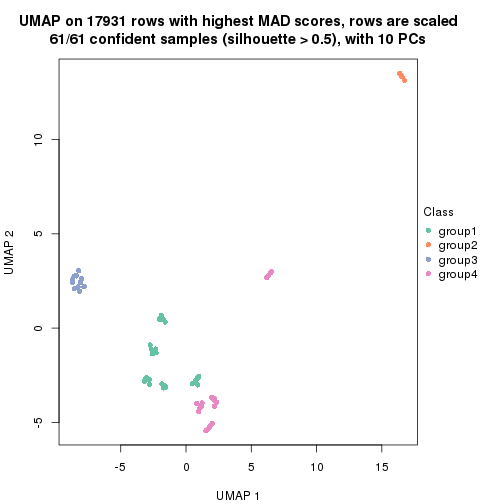 UMAP on 17931 rows with highest MAD scores, rows are scaled
61/61 confident samples (silhouette > 0.5), with 10 PCs
UMAP 2
10
5
0
-5
-5
0
5
10
15
UMAP 1
Class
group1
group2
group3
group4